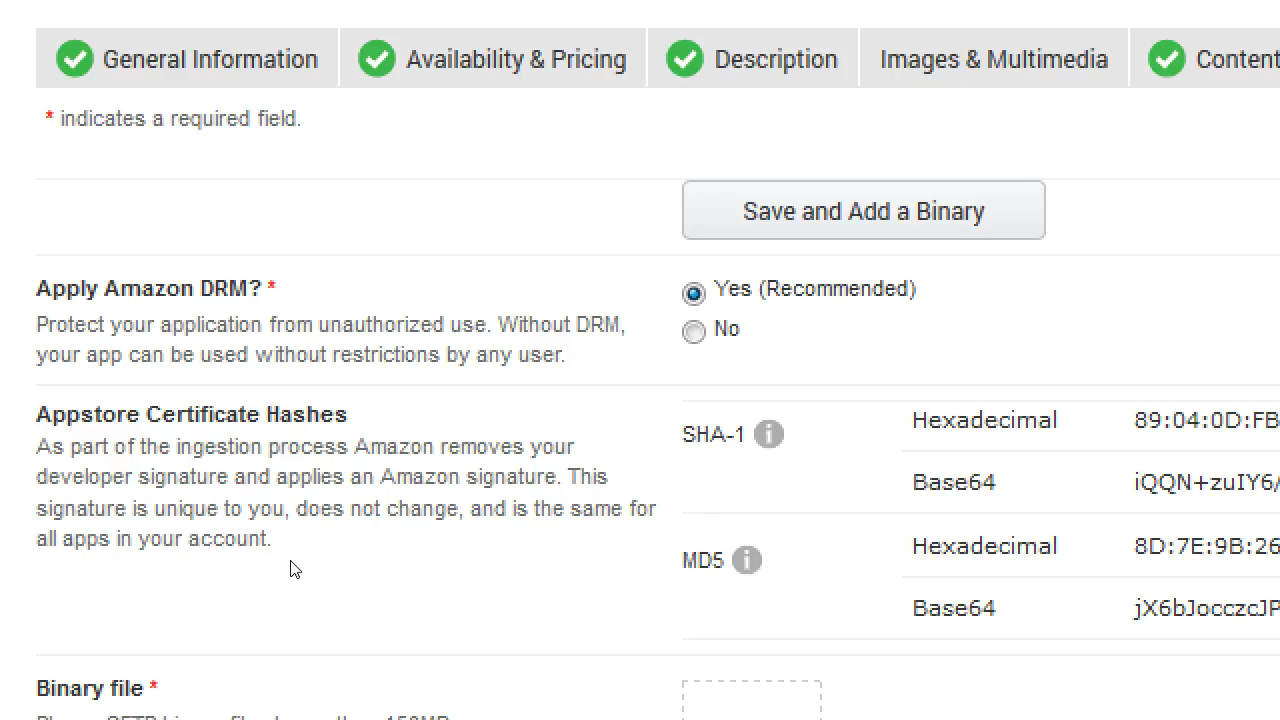 General Information Availability & Pricing Description Images & Multimedia Content
* indicates a required field.
Save and Add a Binary
Apply Amazon DRM? *
Protect your application from unauthorized use. Without DRM,
your app can be used without restrictions by any user.
Yes (Recommended)
No
Appstore Certificate Hashes
As part of the ingestion process Amazon removes your
developer signature and applies an Amazon signature. This
signature is unique to you, does not change, and is the same for
all apps in your account.
SHA-1
Hexadecimal 89:04:0D:FB
Base64 iQQN+zuIY6/
MD5
Hexadecimal 8D:7E:9B:26
Base64 jX6bJocczcJP
Binary file *